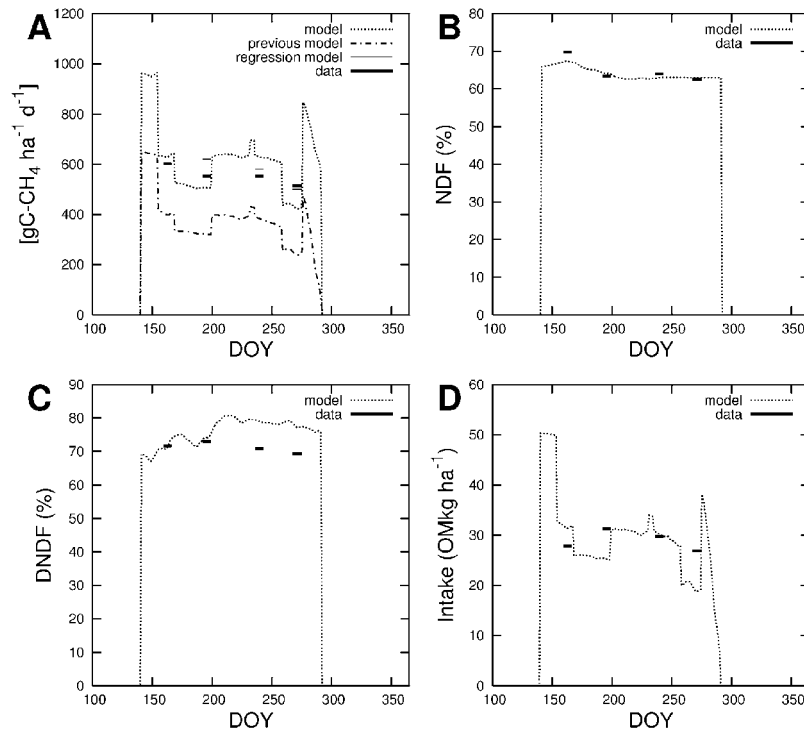 A
model
previous model
regression model
data
1200
1000
800
600
400
200
0
100 150 200 250 300 350
DOY
[gC-CH4 ha-1 d-1]
B
model
data
80
70
60
50
40
30
20
10
0
100 150 200 250 300 350
DOY
NDF (%)
C
model
data
90
80
70
60
50
40
30
20
10
0
100 150 200 250 300 350
DOY
DNDF (%)
D
model
data
60
50
40
30
20
10
0
100 150 200 250 300 350
DOY
Intake (OMkg ha-1)